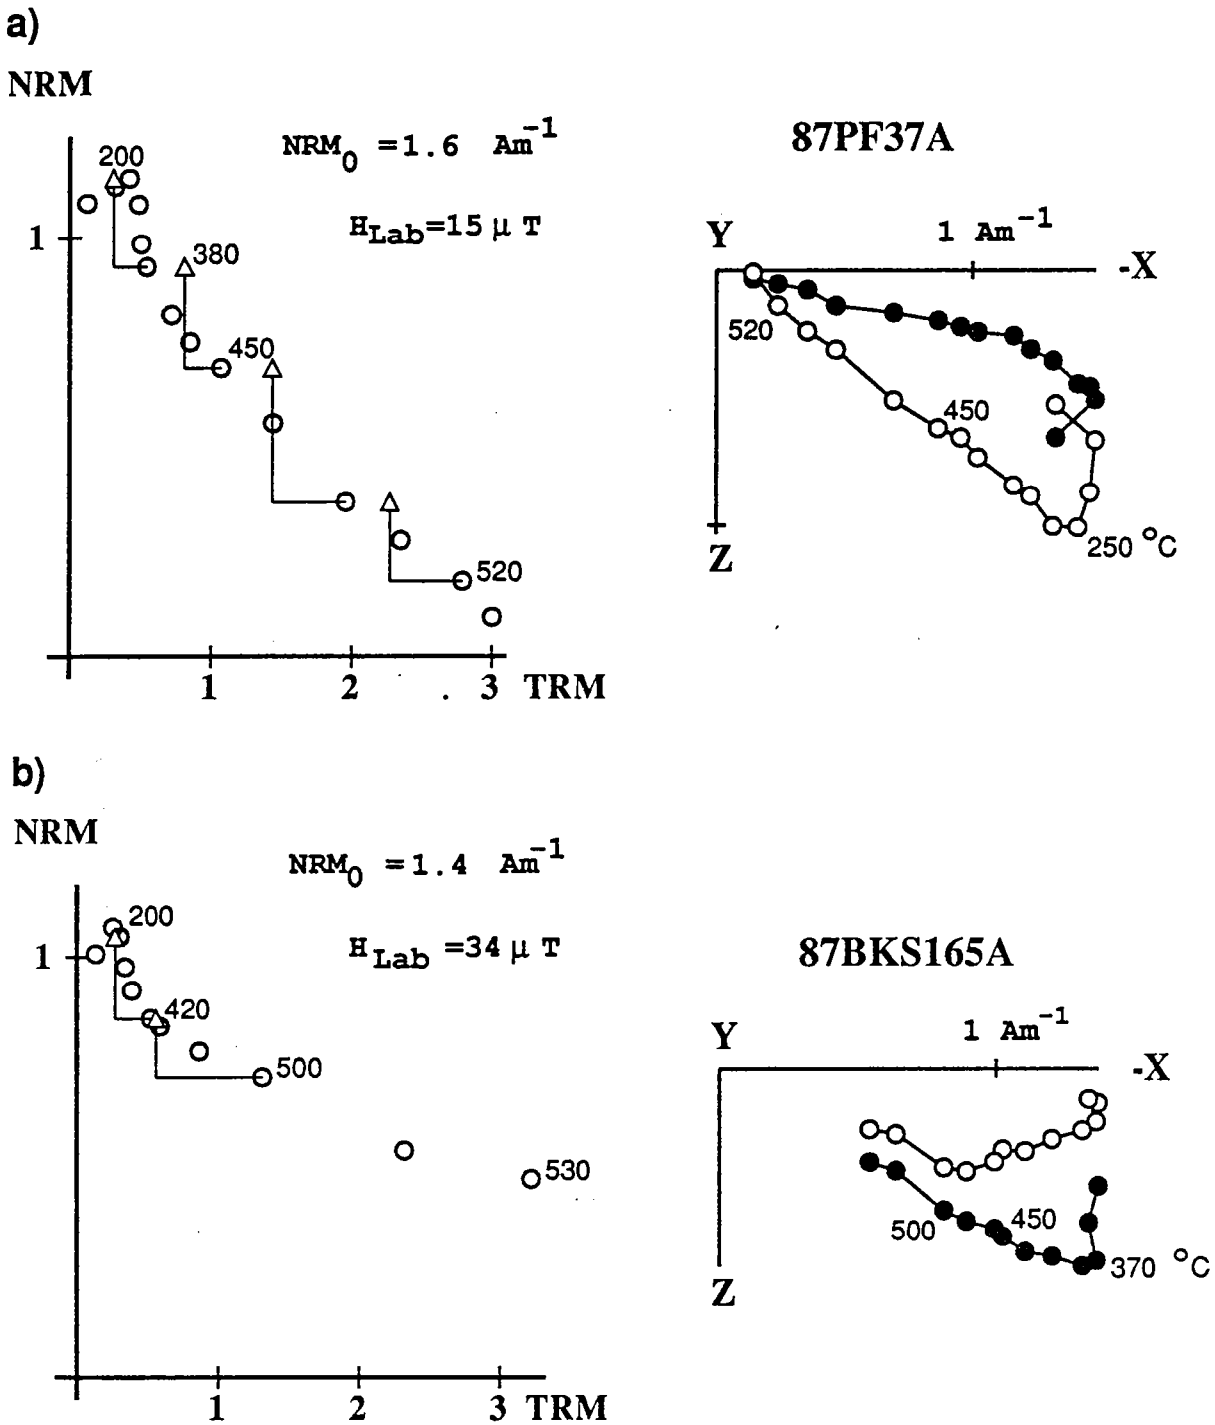 a)
NRM
NRM0 =1.6 Am-1
HLab=15 μ T
200
1
380
450
520
1 2 3 TRM
87PF37A
Y
1 Am-1
-X
520
450
250 °C
Z
b)
NRM
NRM0 =1.4 Am-1
HLab =34 μ T
200
1
420
500
530
1 2 3 TRM
87BKS165A
Y
1 Am-1
-X
500
450
370 °C
Z